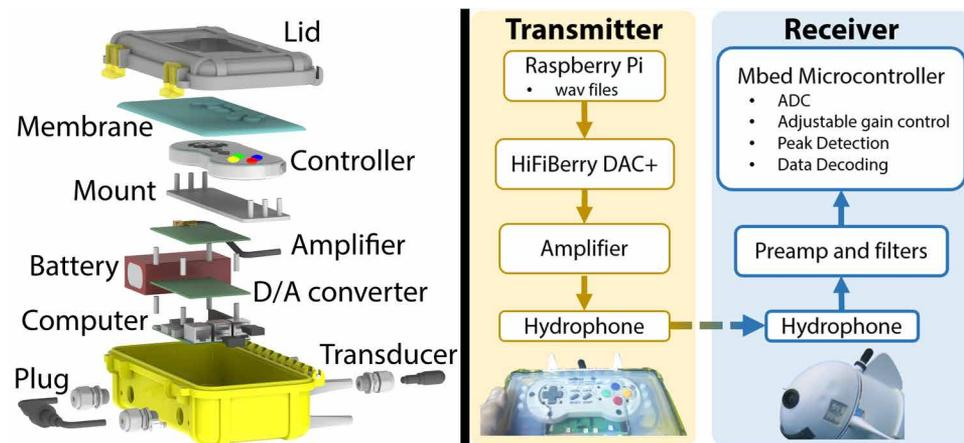 Lid
Membrane
Controller
Mount
Amplifier
Battery
D/A converter
Computer
Transducer
Plug
Transmitter
Raspberry Pi
• wav files
HiFiBerry DAC+
Amplifier
Hydrophone
Receiver
Mbed Microcontroller
• ADC
• Adjustable gain control
• Peak Detection
• Data Decoding
Preamp and filters
Hydrophone